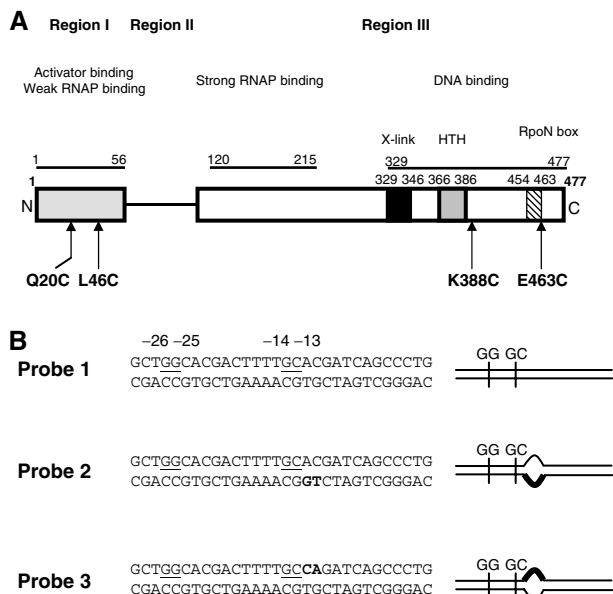 A
Region I Region II Region III
Activator binding
Weak RNAP binding
Strong RNAP binding
DNA binding
X-link HTH RpoN box
1 56 120 215 329 477
1 329 346 366 386 454 463 477
N C
Q20C L46C K388C E463C
B
−26 −25 −14 −13
Probe 1
GCTGGCACGACTTTTGCACGATCAGCCCTG
CGACCGTGCTGAAAACGTGCTAGTCGGGAC
GG GC
Probe 2
GCTGGCACGACTTTTGCACGATCAGCCCTG
CGACCGTGCTGAAAACGGTCTAGTCGGGAC
GG GC
Probe 3
GCTGGCACGACTTTTGCCAGATCAGCCCTG
CGACCGTGCTGAAAACGTGCTAGTCGGGAC
GG GC